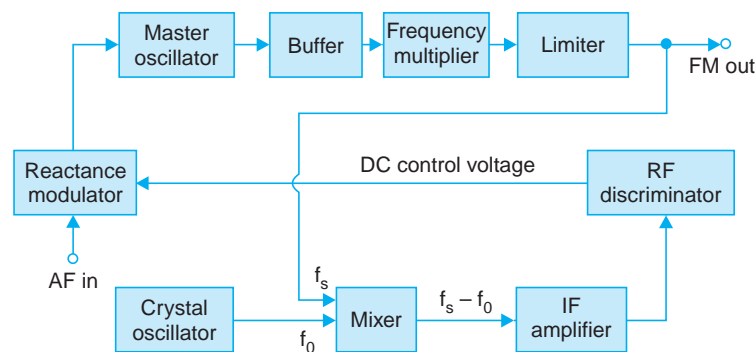 Master
oscillator
Buffer
Frequency
multiplier
Limiter
FM out
Reactance
modulator
DC control voltage
RF
discriminator
AF in
Crystal
oscillator
f₀
fₛ
Mixer
fₛ – f₀
IF
amplifier